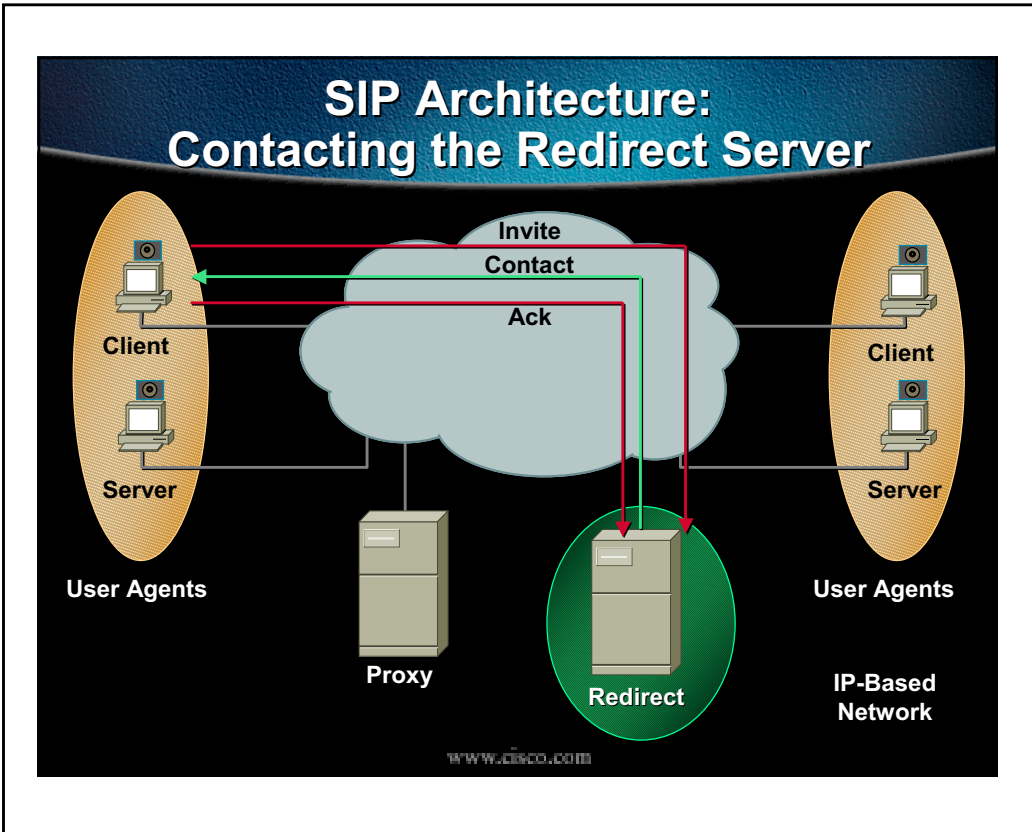 SIP Architecture:
Contacting the Redirect Server
Invite
Contact
Ack
Client
Server
User Agents
Client
Server
User Agents
Proxy
Redirect
IP-Based
Network
www.cisco.com